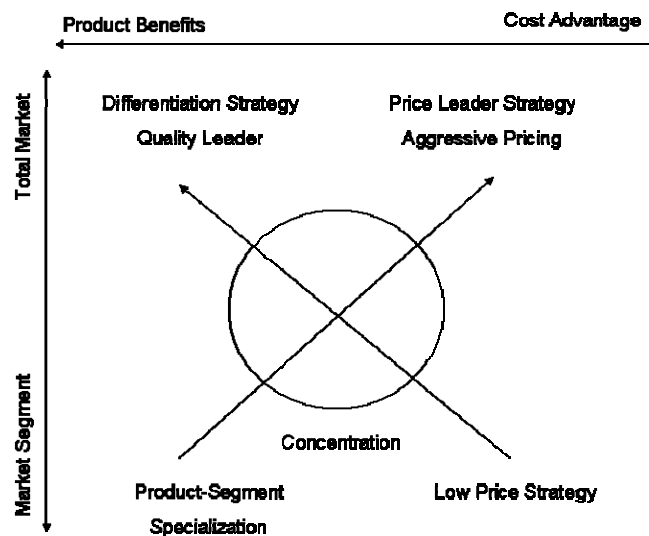 Product Benefits
Cost Advantage
Total Market
Differentiation Strategy
Quality Leader
Price Leader Strategy
Aggressive Pricing
Market Segment
Concentration
Product-Segment
Specialization
Low Price Strategy